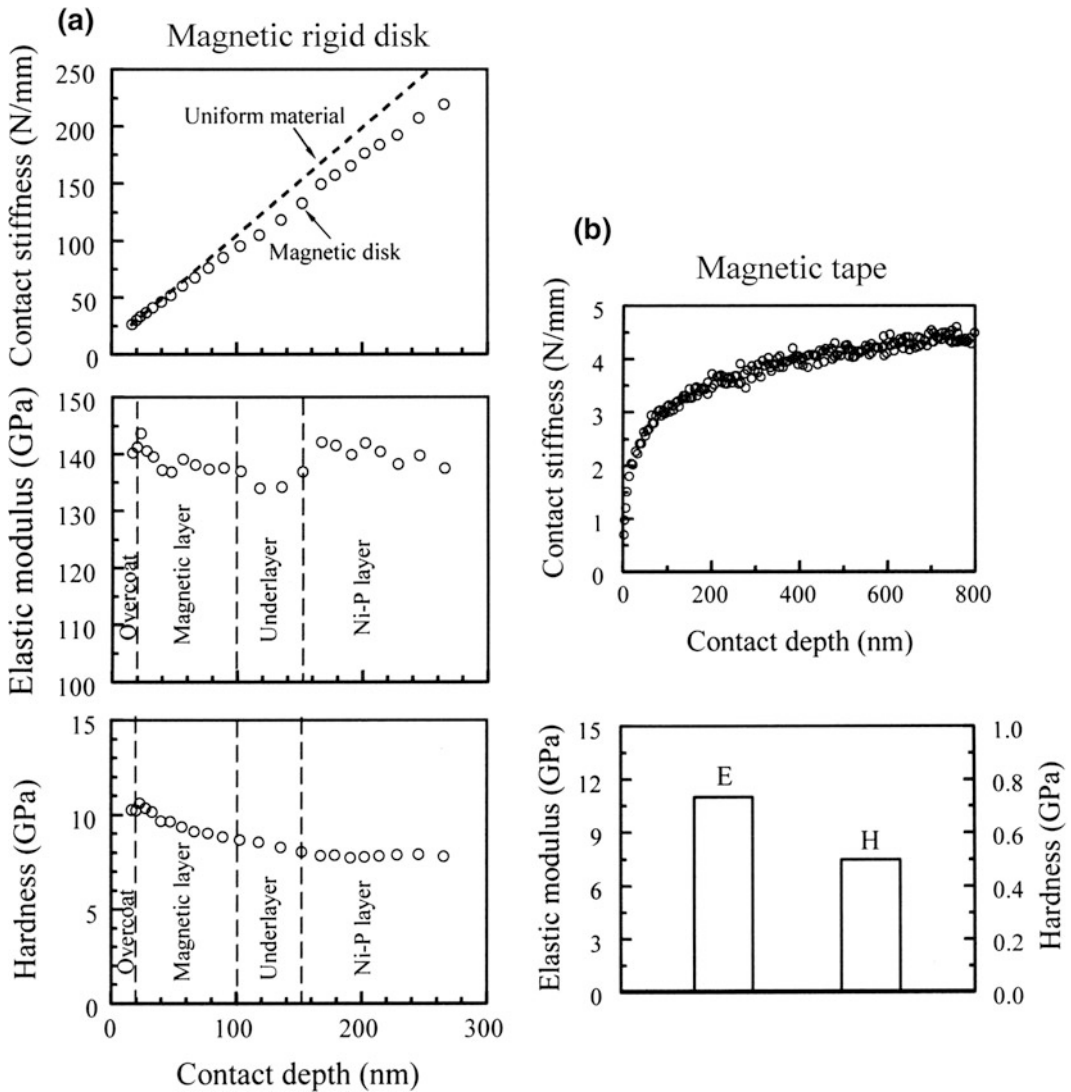 (a)
Magnetic rigid disk
Contact stiffness (N/mm)
250
200
150
100
50
0
Uniform material
Magnetic disk
Elastic modulus (GPa)
150
140
130
120
110
100
Overcoat
Magnetic layer
Underlayer
Ni-P layer
Hardness (GPa)
15
10
5
0
Overcoat
Magnetic layer
Underlayer
Ni-P layer
0 100 200 300
Contact depth (nm)
(b)
Magnetic tape
Contact stiffness (N/mm)
5
4
3
2
1
0
0 200 400 600 800
Contact depth (nm)
Elastic modulus (GPa)
15
12
9
6
3
0
E
H
1.0
0.8
0.6
0.4
0.2
0.0
Hardness (GPa)